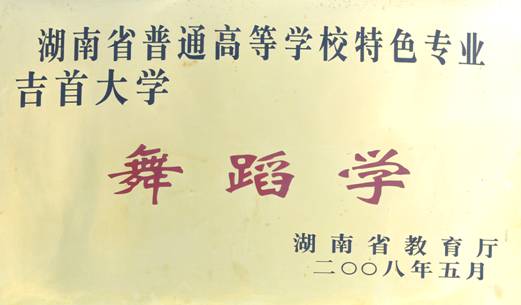 湖南省普通高等学校特色专业
吉首大学
舞蹈学
湖南省教育厅
二〇〇八年五月